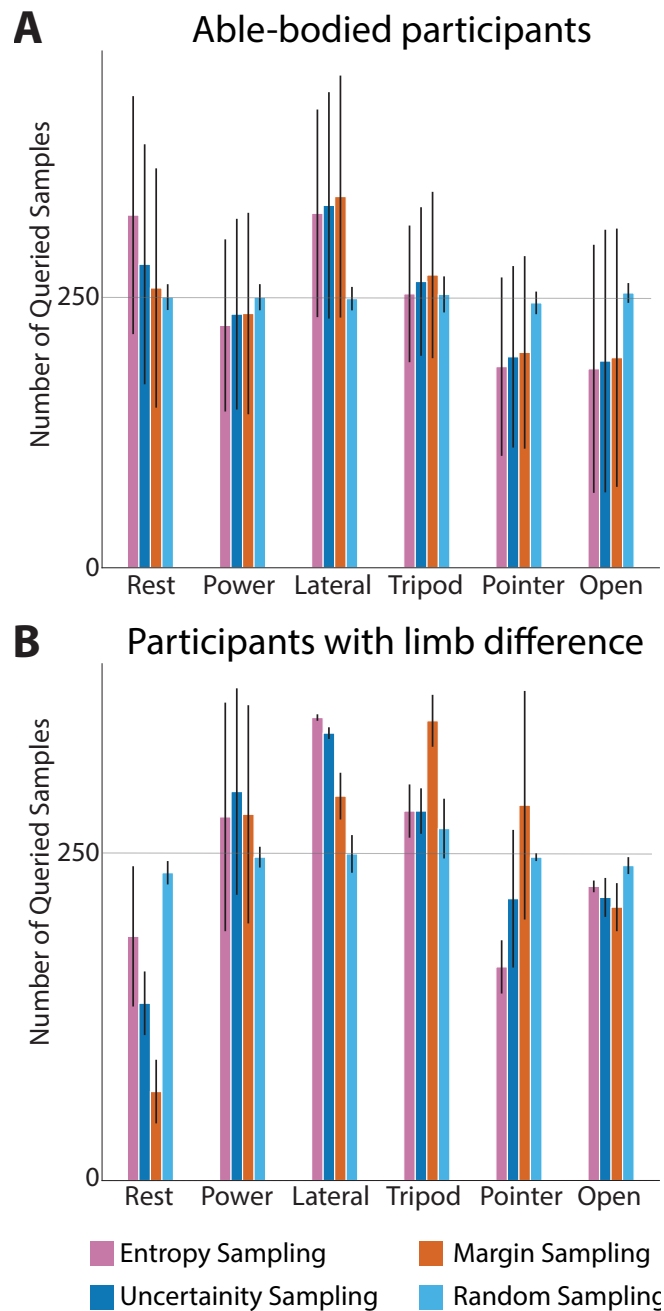 A Able-bodied participants
Number of Queried Samples
250
0
Rest Power Lateral Tripod Pointer Open
B Participants with limb difference
Number of Queried Samples
250
0
Rest Power Lateral Tripod Pointer Open
Entropy Sampling Margin Sampling
Uncertainity Sampling Random Sampling